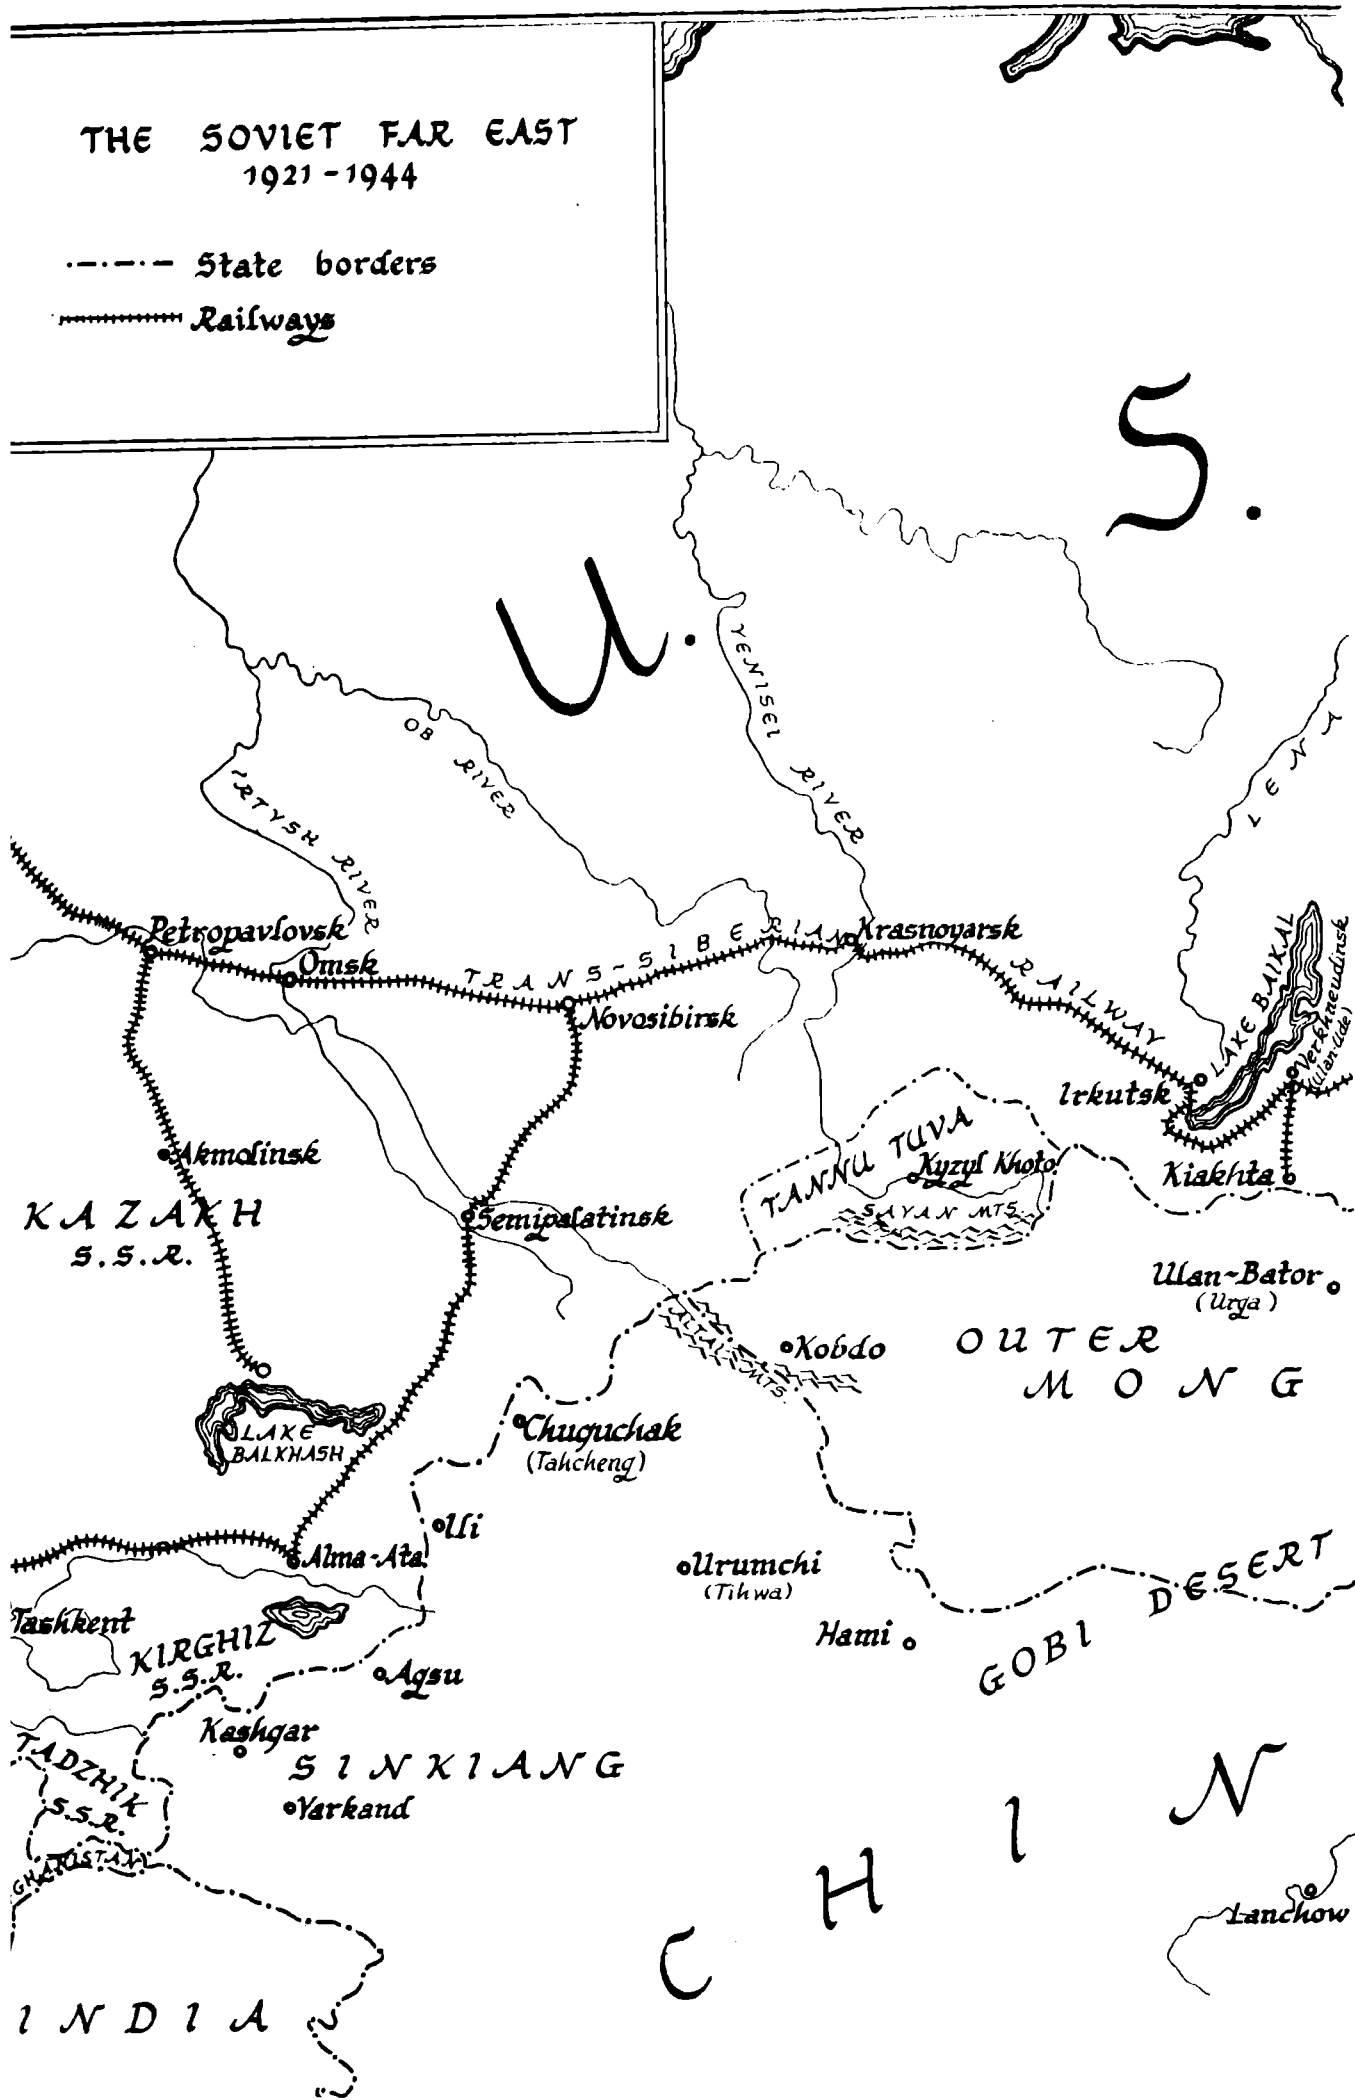 THE SOVIET FAR EAST
1921-1944
State borders
Railways
U. S.
YENISEI RIVER
OB RIVER
IRTYSH RIVER
LENA
Petropavlovsk
Omsk
TRANS-SIBERIAN RAILWAY
Krasnoyarsk
Novosibirsk
LAKE BAIKAL
Verkhneudinsk
(Ulan-Ude)
Irkutsk
Kiakhta
Akmolinsk
TANNU TUVA
Kyzyl Khoto
SAYAN MTS
KAZAKH
S.S.R.
Semipalatinsk
Ulan-Bator
(Urga)
OUTER
MONG
ALTAI MTS.
Kobdo
LAKE
BALKHASH
Chuguchak
(Tahcheng)
Ili
Alma-Ata
Urumchi
(Tihwa)
GOBI DESERT
Tashkent
KIRGHIZ
S.S.R.
Hami
Aqsu
Kashgar
SINKIANG
TADZHIK
S.S.R.
Yarkand
GHANISTAN
CHIN
Lanchow
INDIA